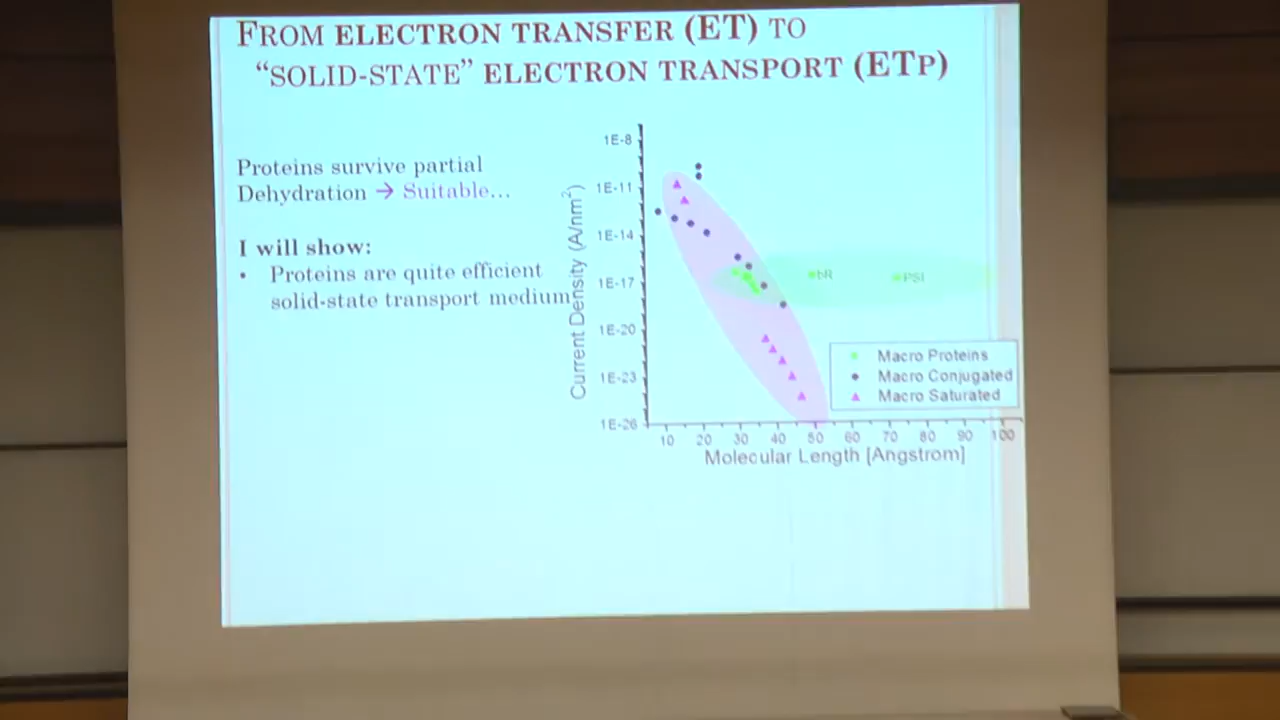 FROM ELECTRON TRANSFER (ET) TO
“SOLID-STATE” ELECTRON TRANSPORT (ETP)
Proteins survive partial
Dehydration → Suitable...
I will show:
• Proteins are quite efficient
solid-state transport medium
Current Density (A/nm²)
1E-8
1E-11
1E-14
1E-17
1E-20
1E-23
1E-26
bR
PSI
Macro Proteins
Macro Conjugated
Macro Saturated
10 20 30 40 50 60 70 80 90 100
Molecular Length [Angstrom]